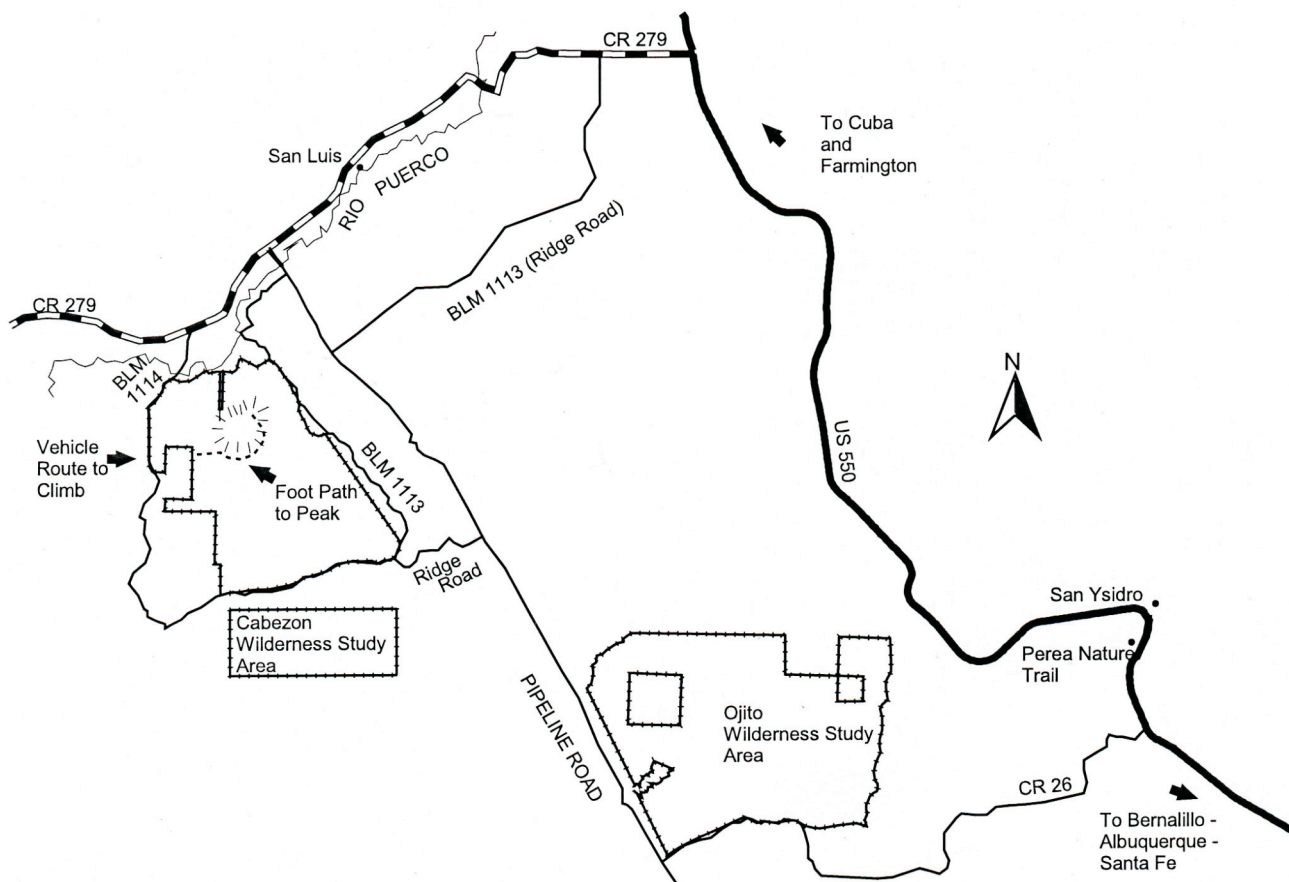 CR 279
To Cuba
and
Farmington
San Luis
RIO PUERCO
BLM 1113 (Ridge Road)
CR 279
BLM
1114
N
Vehicle
Route to
Climb
US 550
BLM 1113
Foot Path
to Peak
Ridge
Road
San Ysidro
Cabezon
Wilderness Study
Area
Perea Nature
Trail
PIPELINE ROAD
Ojito
Wilderness Study
Area
CR 26
To Bernalillo -
Albuquerque -
Santa Fe